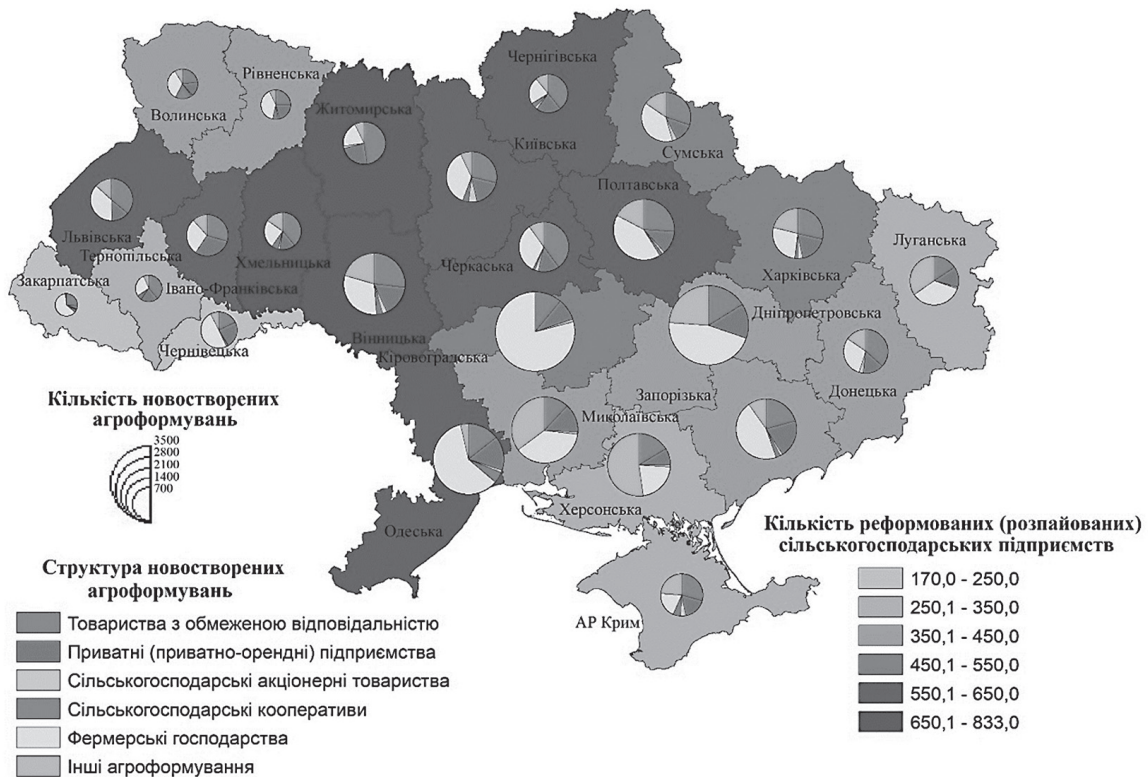 Чернігівська
Рівненська
Житомирська
Волинська
Київська
Сумська
Полтавська
Львівська
Тернопільська
Хмельницька
Черкаська
Харківська
Луганська
Закарпатська
Івано-Франківська
Вінницька
Дніпропетровська
Чернівецька
Кіровоградська
Запорізька
Донецька
Миколаївська
Херсонська
Одеська
АР Крим
Кількість новостворених
агроформувань
3500
2800
2100
1400
700
Структура новостворених
агроформувань
Товариства з обмеженою відповідальністю
Приватні (приватно-орендні) підприємства
Сільськогосподарські акціонерні товариства
Сільськогосподарські кооперативи
Фермерські господарства
Інші агроформування
Кількість реформованих (розпайованих)
сільськогосподарських підприємств
170,0 - 250,0
250,1 - 350,0
350,1 - 450,0
450,1 - 550,0
550,1 - 650,0
650,1 - 833,0